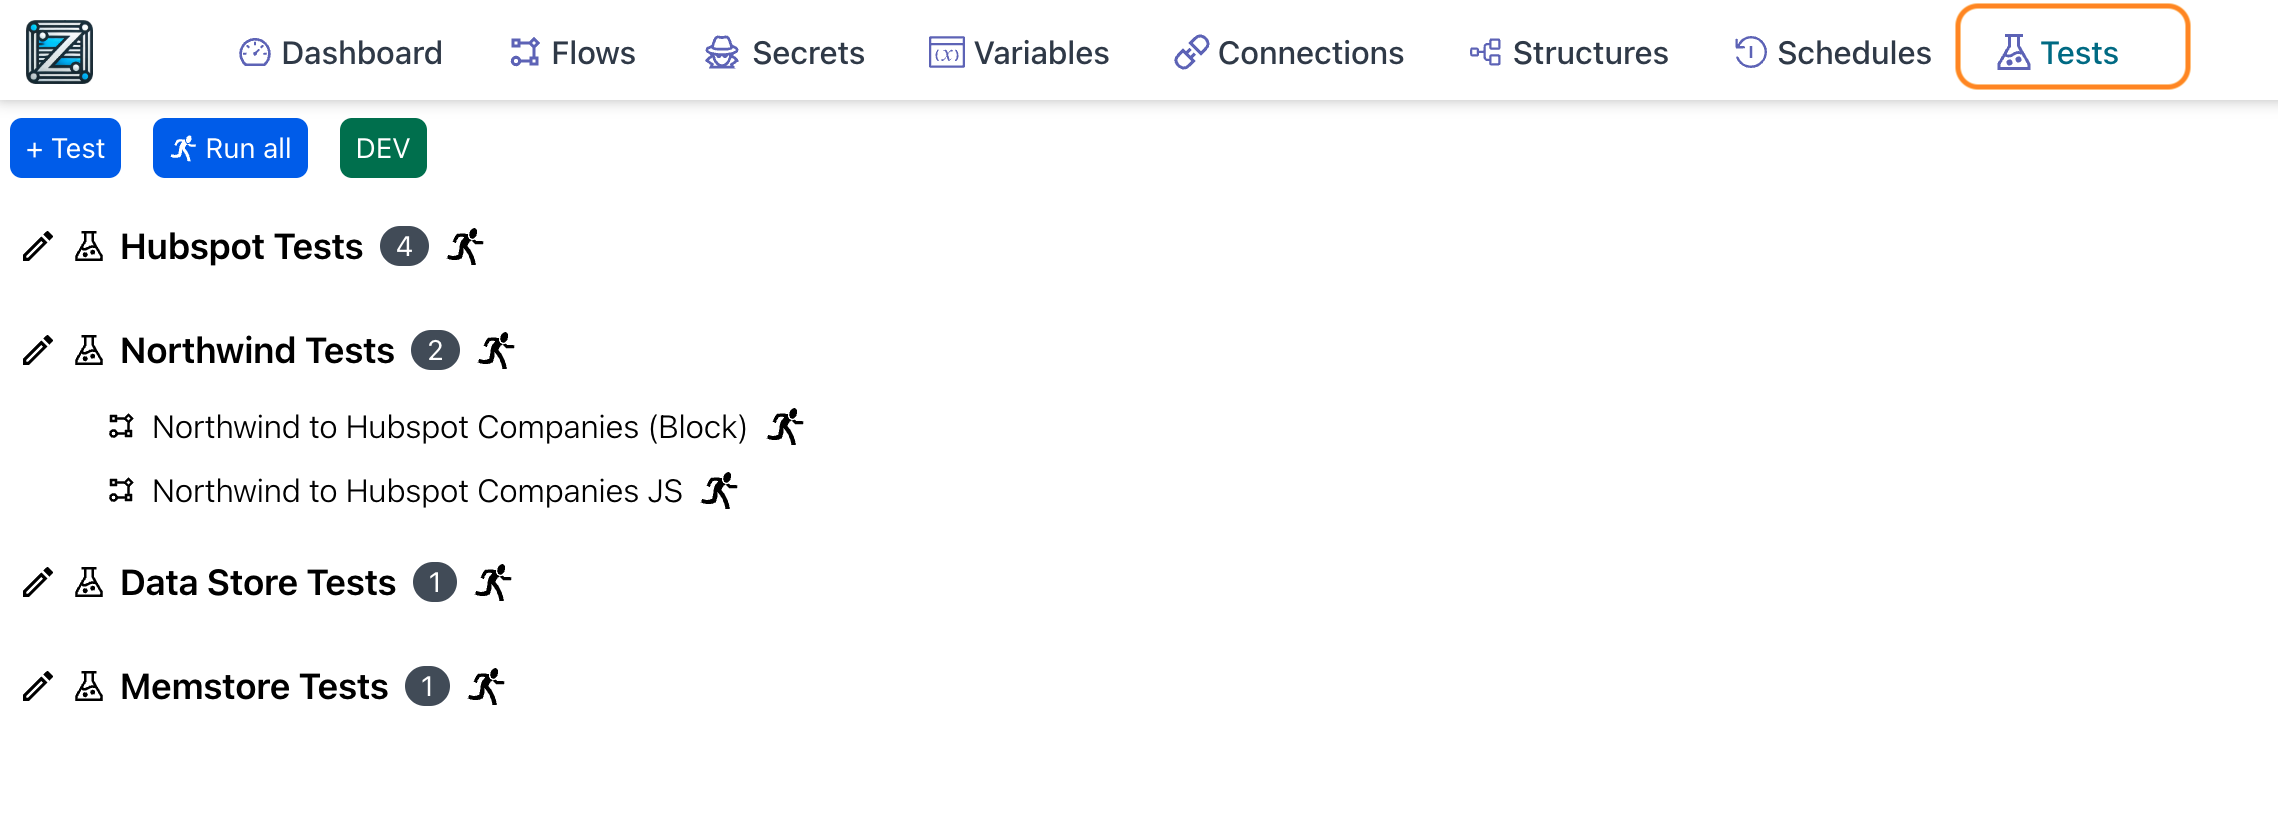 Dashboard Flows Secrets Variables Connections Structures Schedules Tests
+ Test Run all DEV
Hubspot Tests 4
Northwind Tests 2
Northwind to Hubspot Companies (Block)
Northwind to Hubspot Companies JS
Data Store Tests 1
Memstore Tests 1